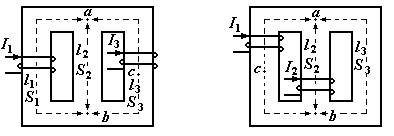 a
I₁
I₃
l₂
S₂
c
l₁
S₁
l₃
S₃
b
a
I₁
l₂
S₂
l₃
S₃
c
I₂
b